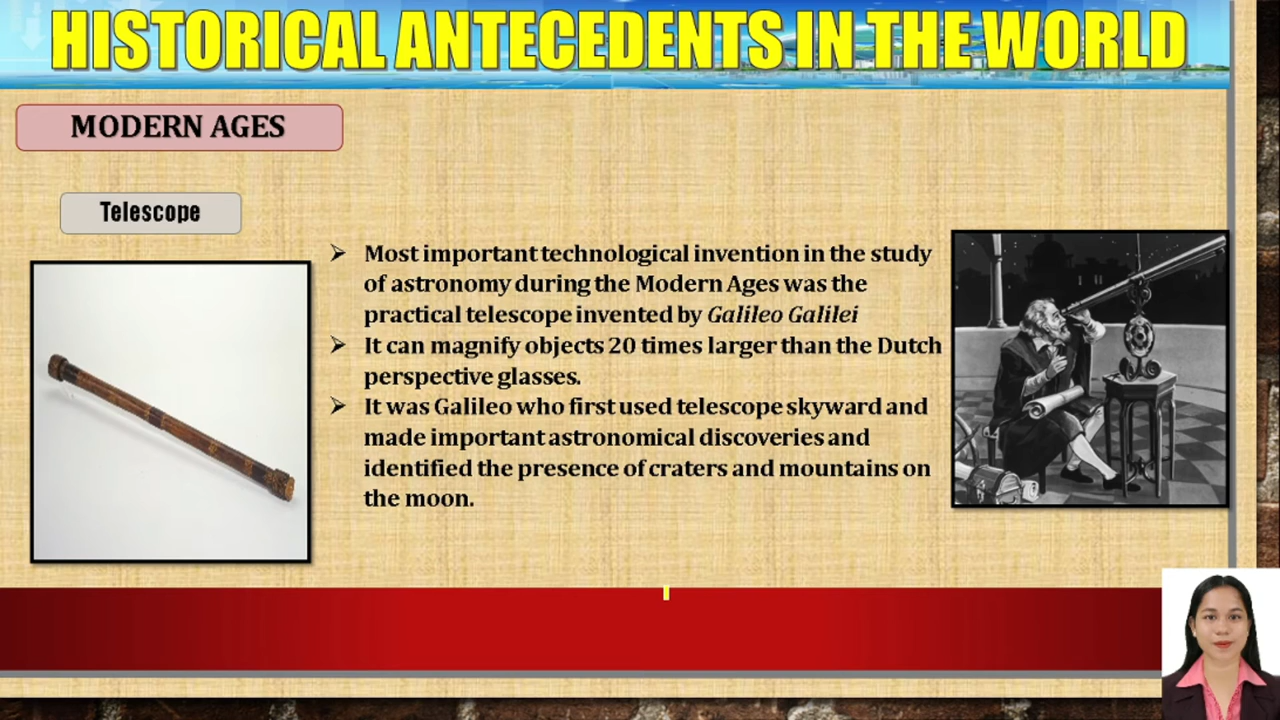 HISTORICAL ANTECEDENTS IN THE WORLD
MODERN AGES
Telescope
Most important technological invention in the study
of astronomy during the Modern Ages was the
practical telescope invented by Galileo Galilei
It can magnify objects 20 times larger than the Dutch
perspective glasses.
It was Galileo who first used telescope skyward and
made important astronomical discoveries and
identified the presence of craters and mountains on
the moon.